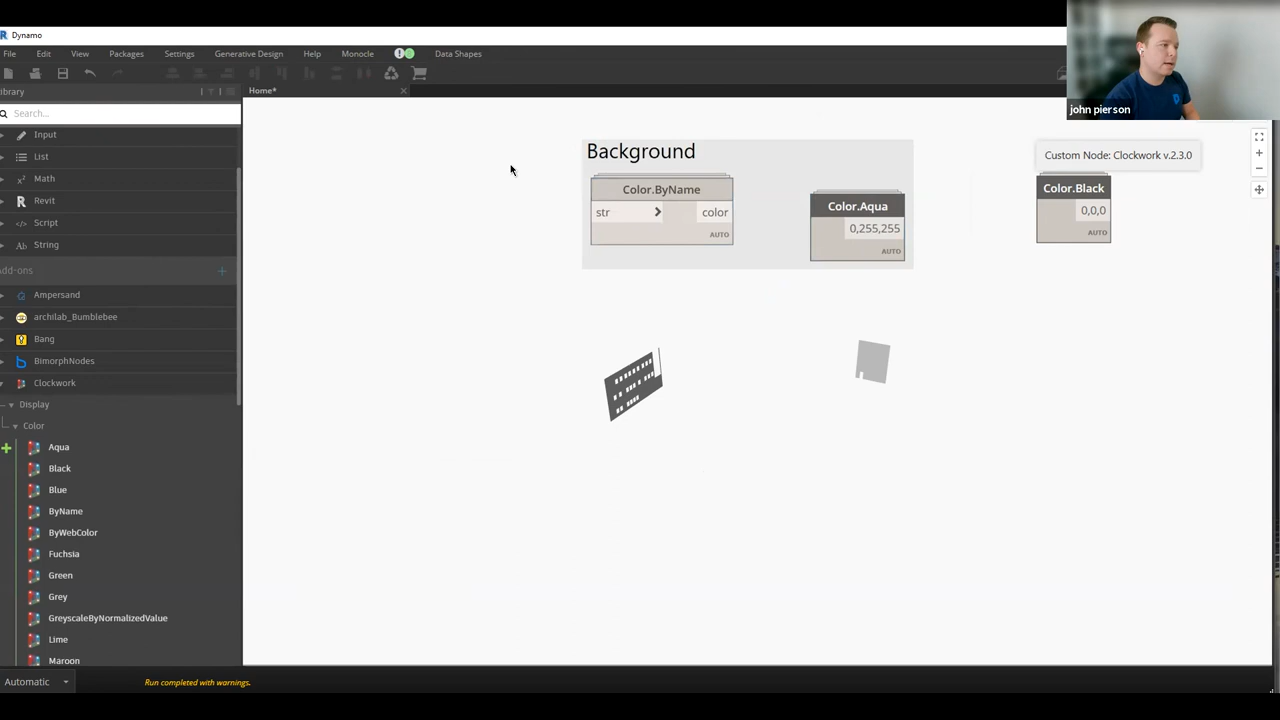 Dynamo
File Edit View Packages Settings Generative Design Help Monocle Data Shapes
ibrary
Home*
Search...
Input
List
Math
Revit
Script
String
dd-ons
Ampersand
archilab_Bumblebee
Bang
BimorphNodes
Clockwork
Display
Color
Aqua
Black
Blue
ByName
ByWebColor
Fuchsia
Green
Grey
GreyscaleByNormalizedValue
Lime
Maroon
Automatic
Run completed with warnings.
Background
Color.ByName
str > color
AUTO
Color.Aqua
0,255,255
AUTO
Custom Node: Clockwork v.2.3.0
Color.Black
0,0,0
AUTO
john pierson